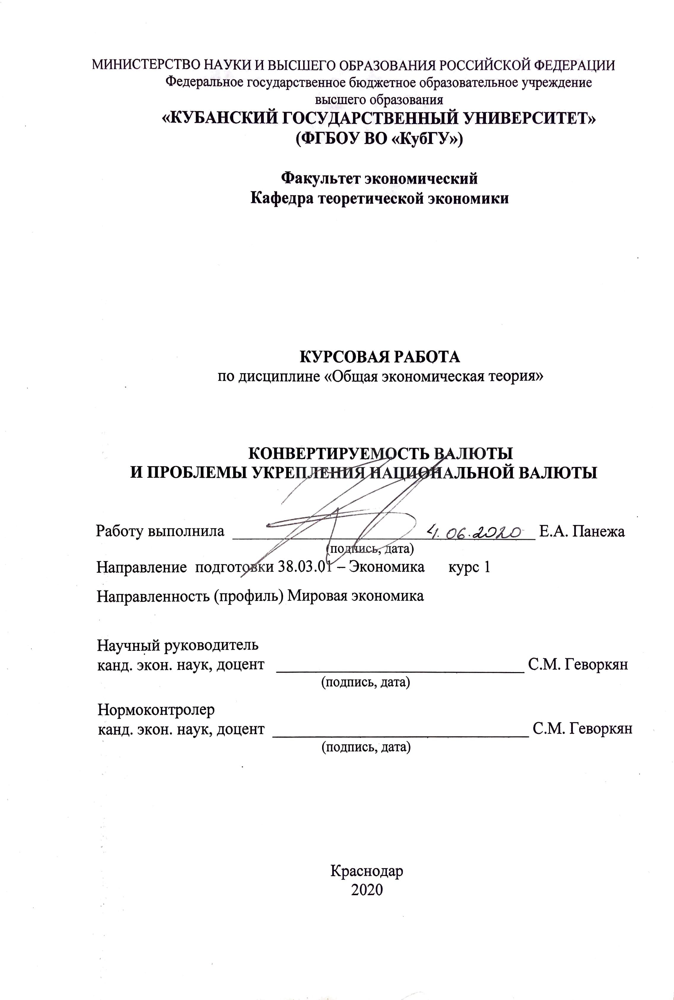 МИНИСТЕРСТВО НАУКИ И ВЫСШЕГО ОБРАЗОВАНИЯ РОССИЙСКОЙ ФЕДЕРАЦИИ
Федеральное государственное бюджетное образовательное учреждение
высшего образования
«КУБАНСКИЙ ГОСУДАРСТВЕННЫЙ УНИВЕРСИТЕТ»
(ФГБОУ ВО «КубГУ»)
Факультет экономический
Кафедра теоретической экономики
КУРСОВАЯ РАБОТА
по дисциплине «Общая экономическая теория»
КОНВЕРТИРУЕМОСТЬ ВАЛЮТЫ
И ПРОБЛЕМЫ УКРЕПЛЕНИЯ НАЦИОНАЛЬНОЙ ВАЛЮТЫ
Работу выполнила 4.06.2020 Е.А. Панежа
(подпись, дата)
Направление подготовки 38.03.01 – Экономика курс 1
Направленность (профиль) Мировая экономика
Научный руководитель
канд. экон. наук, доцент С.М. Геворкян
(подпись, дата)
Нормоконтролер
канд. экон. наук, доцент С.М. Геворкян
(подпись, дата)
Краснодар
2020